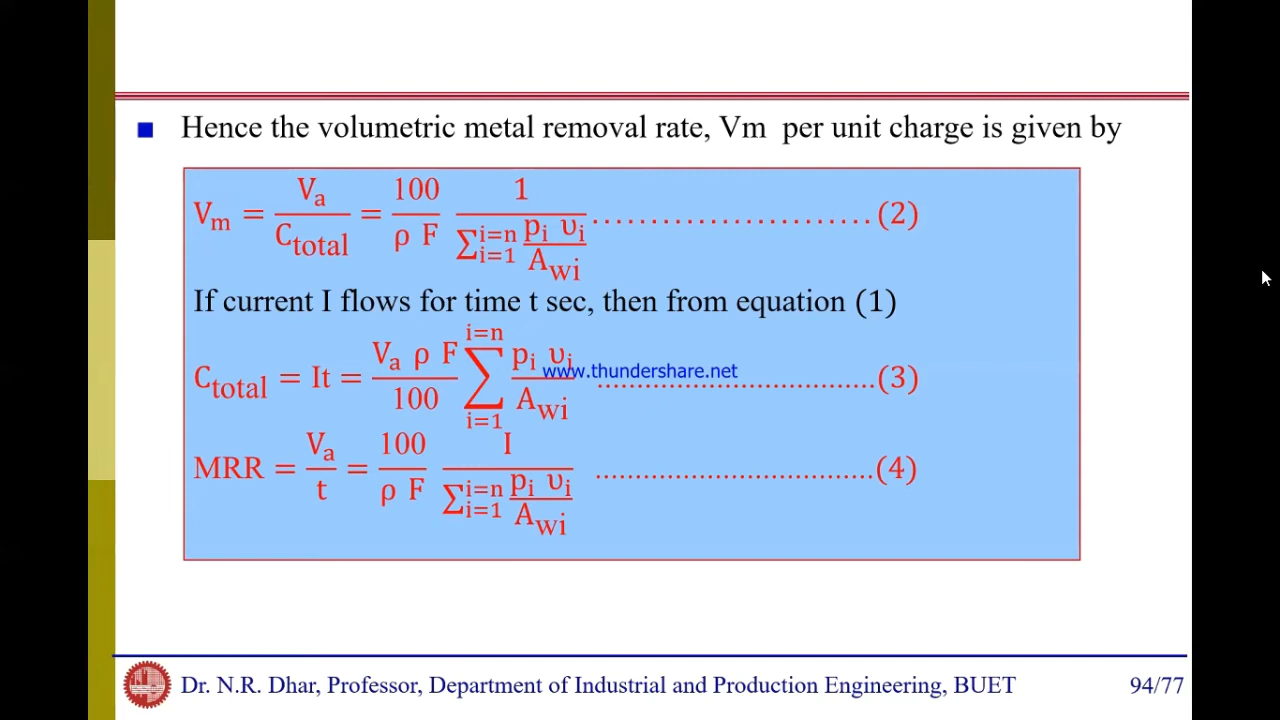 Hence the volumetric metal removal rate, Vm per unit charge is given by
Vm = Va/Ctotal = 100/(ρ F) 1/(∑_{i=1}^{i=n} pi υi/Awi) ........................(2)
If current I flows for time t sec, then from equation (1)
Ctotal = It = (Va ρ F)/100 ∑_{i=1}^{i=n} pi υi/Awi ..................................(3)
www.thundershare.net
MRR = Va/t = 100/(ρ F) I/(∑_{i=1}^{i=n} pi υi/Awi) ..................................(4)
Dr. N.R. Dhar, Professor, Department of Industrial and Production Engineering, BUET 94/77